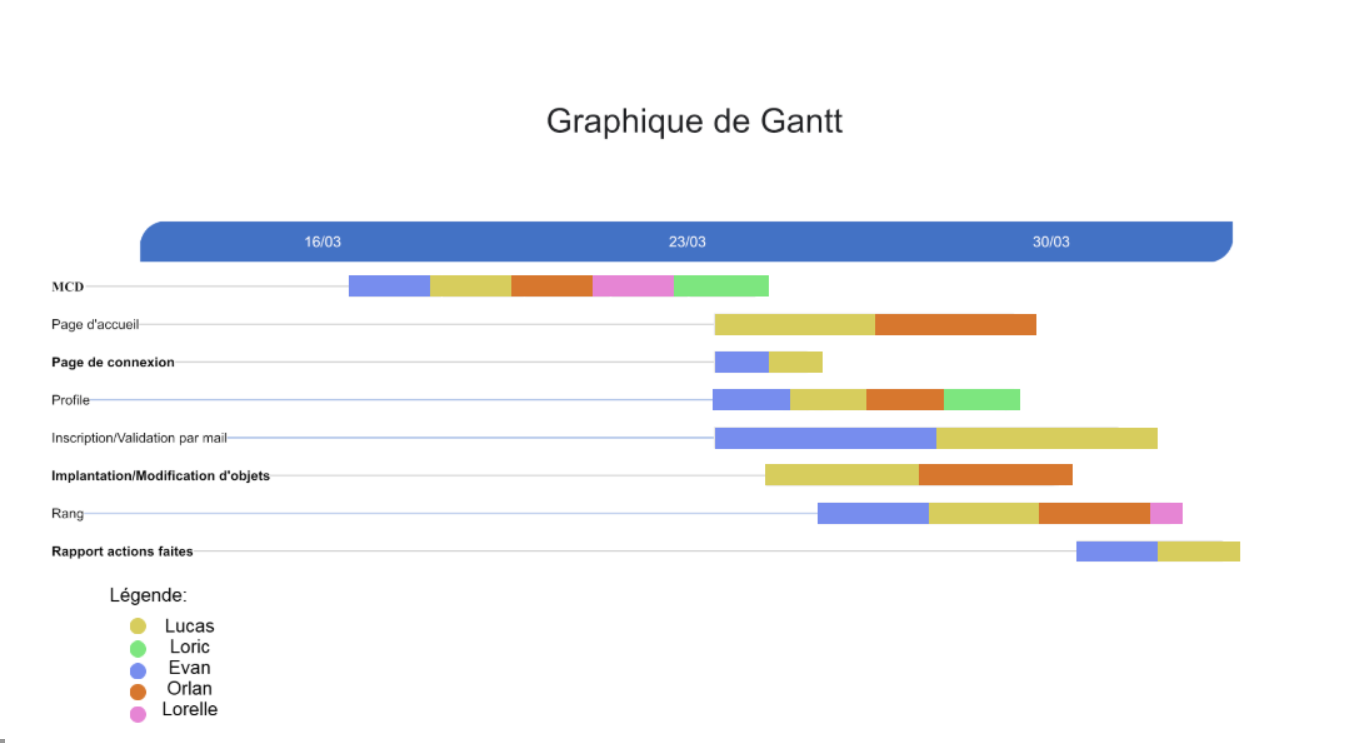 Graphique de Gantt
16/03 23/03 30/03
MCD
Page d'accueil
Page de connexion
Profile
Inscription/Validation par mail
Implantation/Modification d'objets
Rang
Rapport actions faites
Légende:
Lucas
Loric
Evan
Orlan
Lorelle